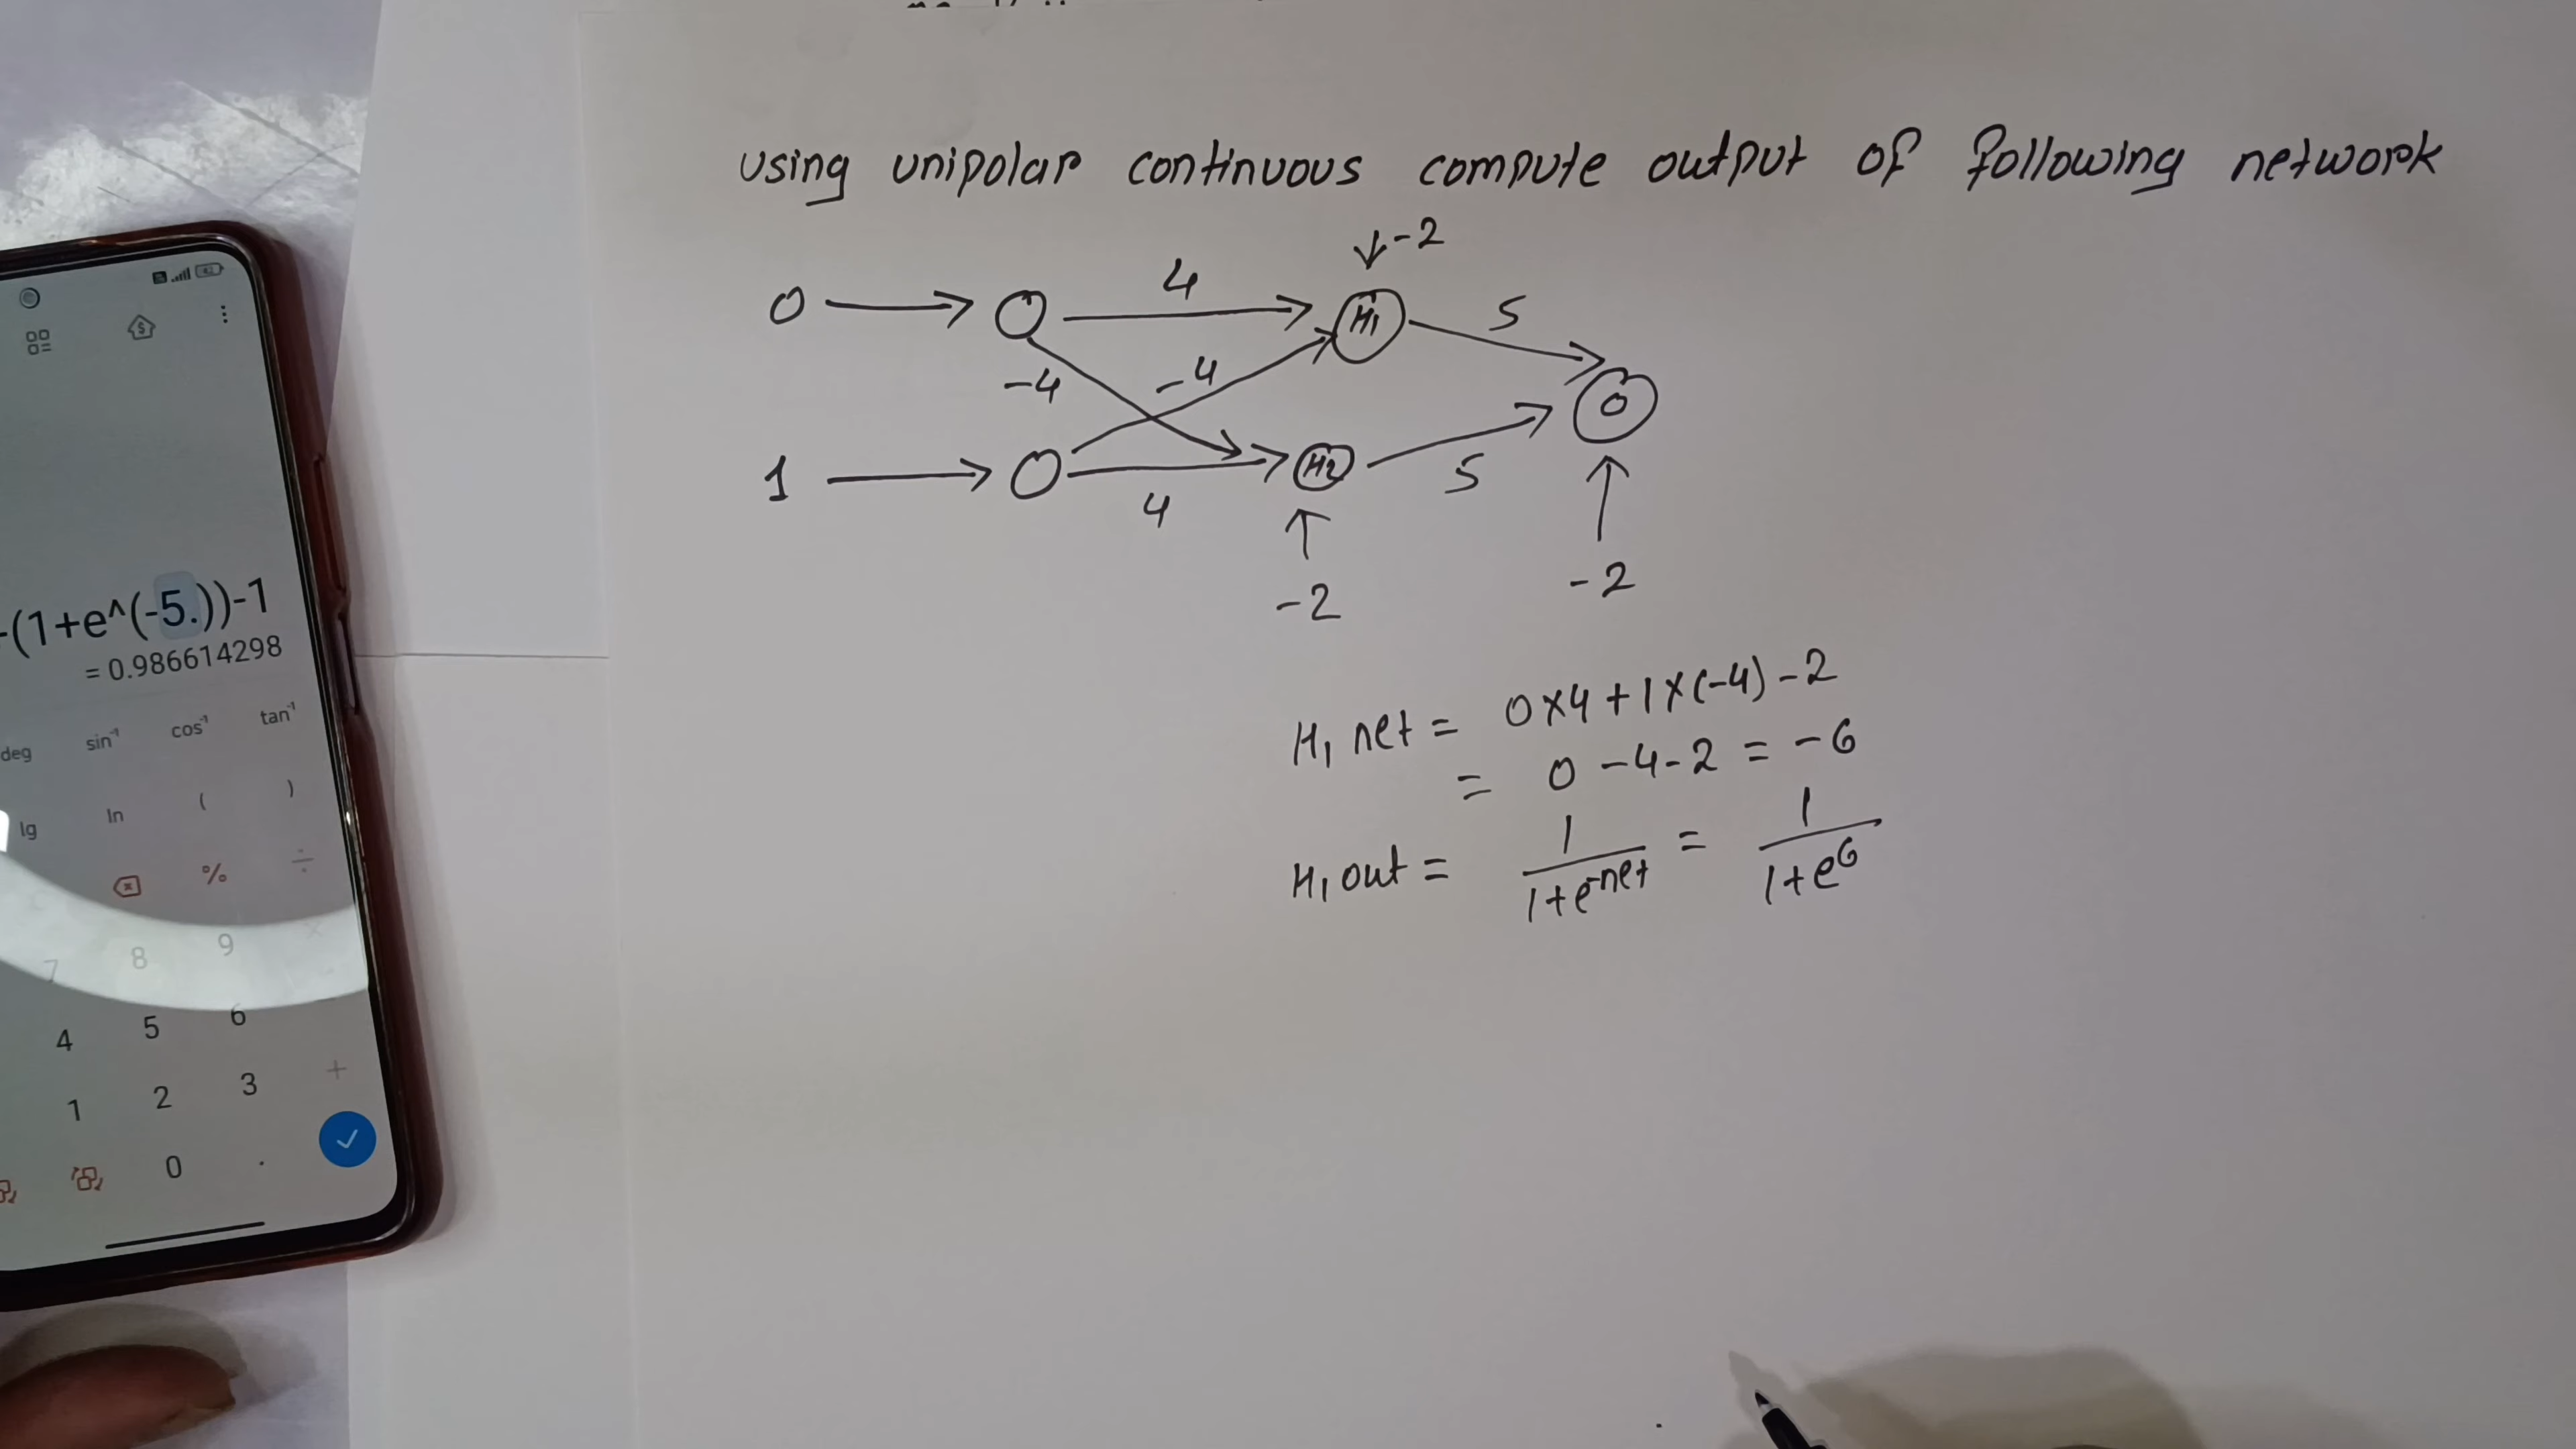 using unipolar continuous compute output of following network
↓-2
0 4 H1 5
-4 -4 0
1 4 H2 5
-2 -2
H1 net = 0×4+1×(-4)-2
= 0-4-2 = -6
H1 out = 1/(1+e^-net) = 1/(1+e^6)
(1+e^(-5.))-1
= 0.986614298
deg sin⁻¹ cos⁻¹ tan⁻¹
lg ln ( )
% ÷
7 8 9 ×
4 5 6
1 2 3 +
0 .